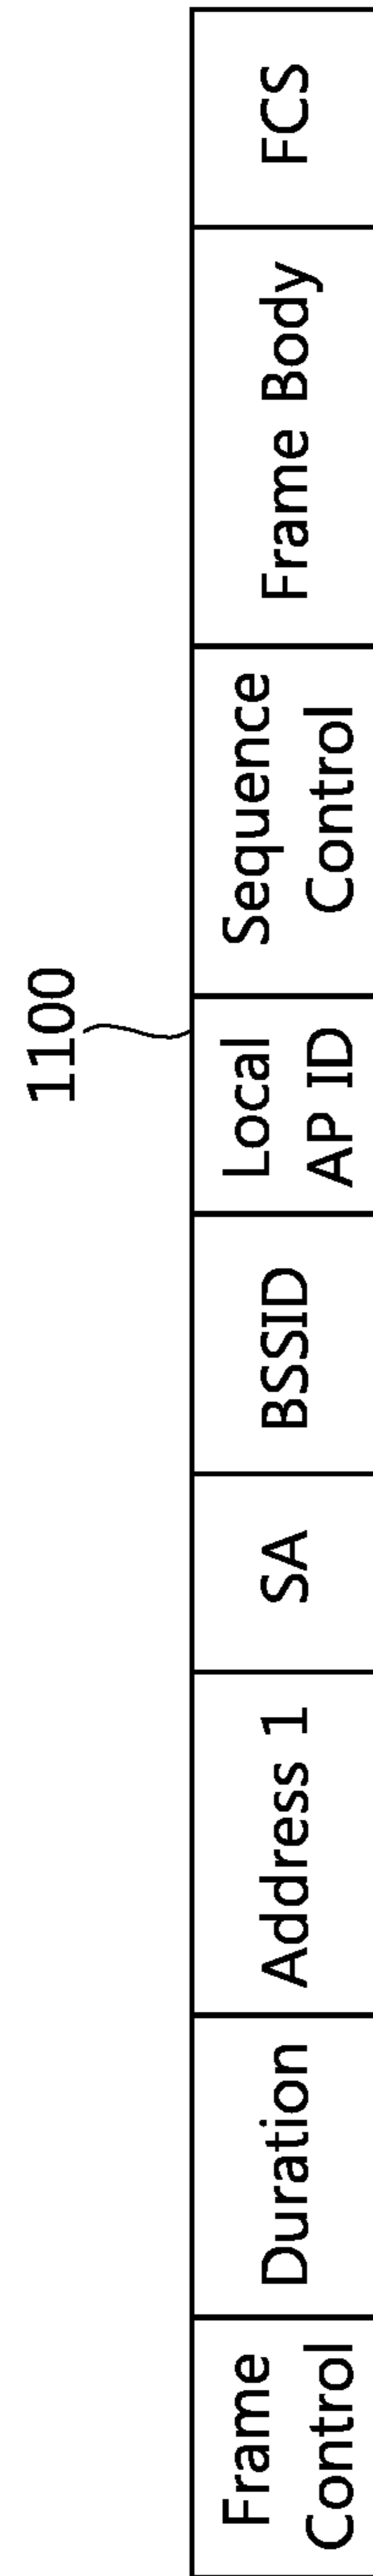 1100
Frame
Control
Duration
Address 1
SA
BSSID
Local
AP ID
Sequence
Control
Frame Body
FCS